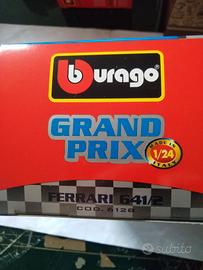 burago
GRAND
PRIX
MADE IN
1/24
ITALY
FERRARI 641/2
COD. 6128
subito